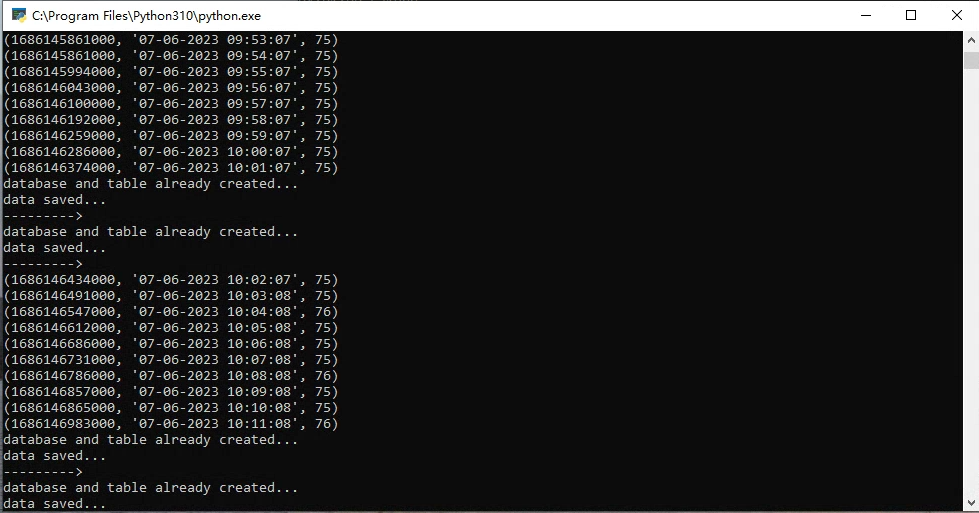 C:\Program Files\Python310\python.exe
(1686145861000, '07-06-2023 09:53:07', 75)
(1686145861000, '07-06-2023 09:54:07', 75)
(1686145994000, '07-06-2023 09:55:07', 75)
(1686146043000, '07-06-2023 09:56:07', 75)
(1686146100000, '07-06-2023 09:57:07', 75)
(1686146192000, '07-06-2023 09:58:07', 75)
(1686146259000, '07-06-2023 09:59:07', 75)
(1686146286000, '07-06-2023 10:00:07', 75)
(1686146374000, '07-06-2023 10:01:07', 75)
database and table already created...
data saved...
--------->
database and table already created...
data saved...
--------->
(1686146434000, '07-06-2023 10:02:07', 75)
(1686146491000, '07-06-2023 10:03:08', 75)
(1686146547000, '07-06-2023 10:04:08', 76)
(1686146612000, '07-06-2023 10:05:08', 75)
(1686146686000, '07-06-2023 10:06:08', 75)
(1686146731000, '07-06-2023 10:07:08', 75)
(1686146786000, '07-06-2023 10:08:08', 76)
(1686146857000, '07-06-2023 10:09:08', 75)
(1686146865000, '07-06-2023 10:10:08', 75)
(1686146983000, '07-06-2023 10:11:08', 76)
database and table already created...
data saved...
--------->
database and table already created...
data saved...